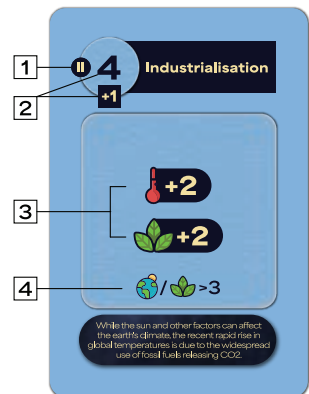 1
4
Industrialisation
2
+1
3
+2
+2
4
/ >3
While the sun and other factors can affect
the earth's climate, the recent rapid rise in
global temperatures is due to the widespread
use of fossil fuels releasing CO2.